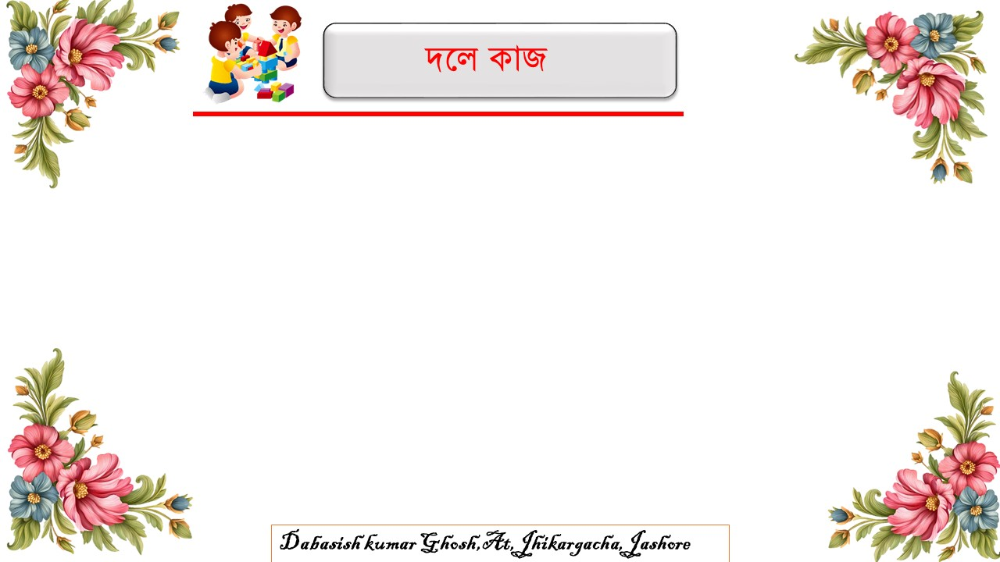 দলে কাজ
Dabasish kumar Ghosh,At, Jhikargacha, Jashore